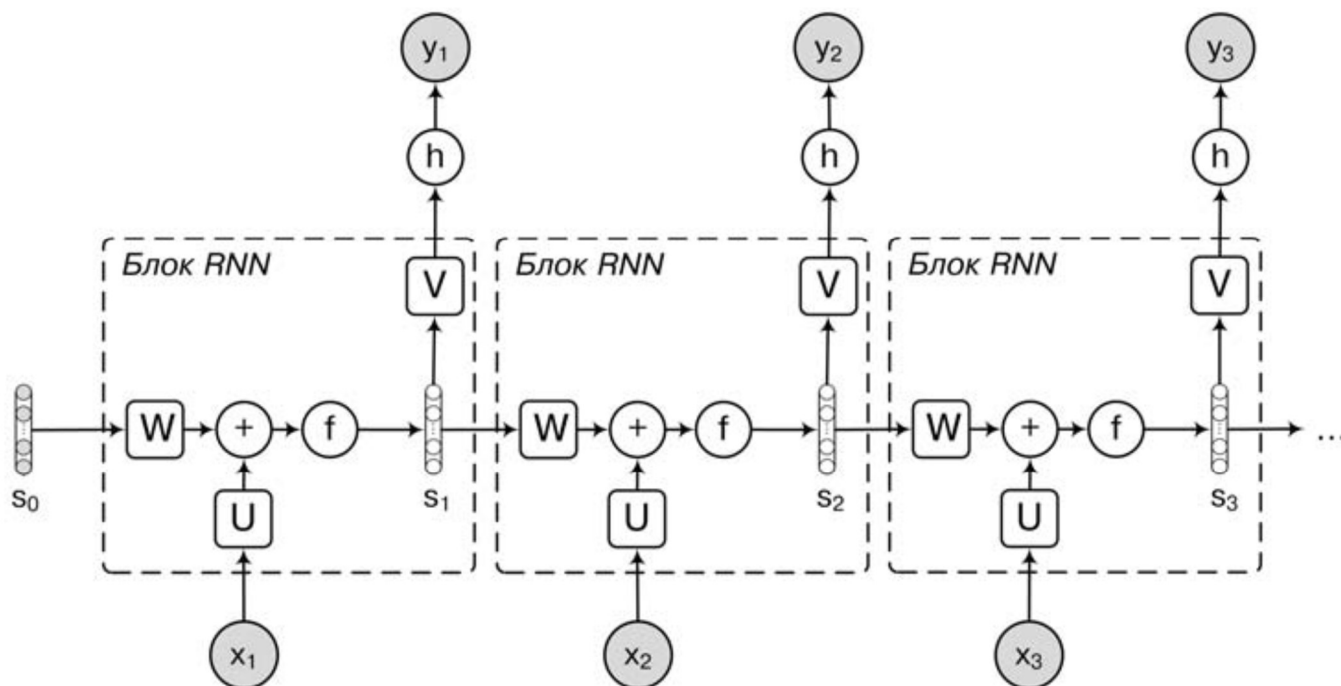 y₁ y₂ y₃
h h h
Блок RNN Блок RNN Блок RNN
V V V
W + f W + f W + f ...
s₀ s₁ s₂ s₃
U U U
x₁ x₂ x₃